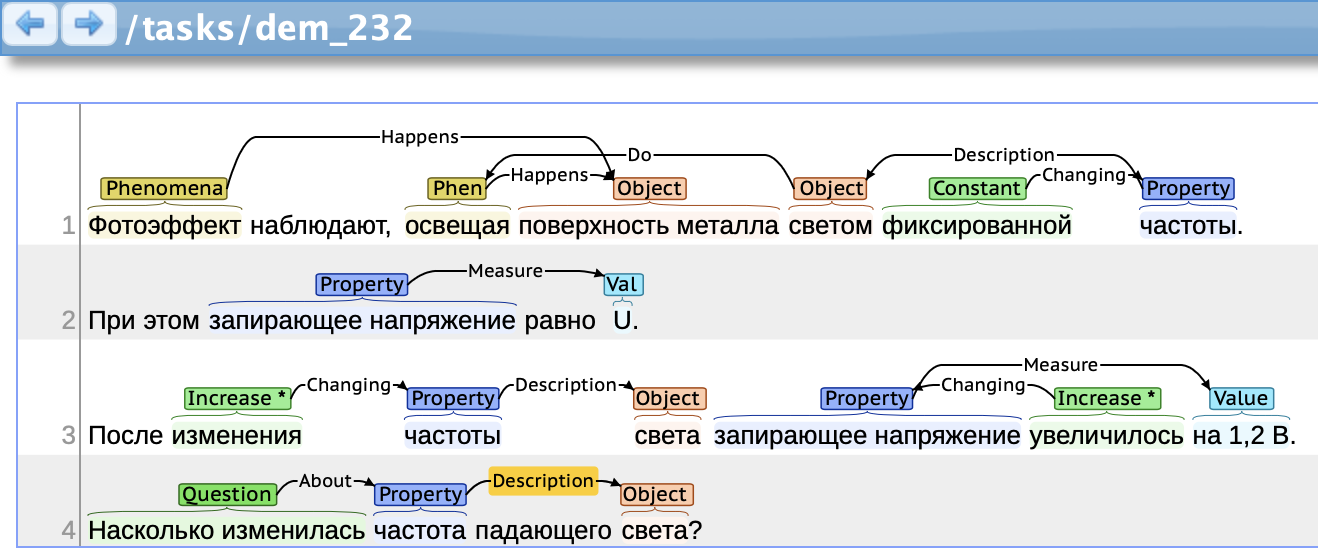 /tasks/dem_232
Happens
Do Description
Happens Changing
Phenomena Phen Object Object Constant Property
1 Фотоэффект наблюдают, освещая поверхность металла светом фиксированной частоты.
Measure
Property Val
2 При этом запирающее напряжение равно U.
Measure
Changing Description Changing
Increase * Property Object Property Increase * Value
3 После изменения частоты света запирающее напряжение увеличилось на 1,2 В.
About Description
Question Property Object
4 Насколько изменилась частота падающего света?